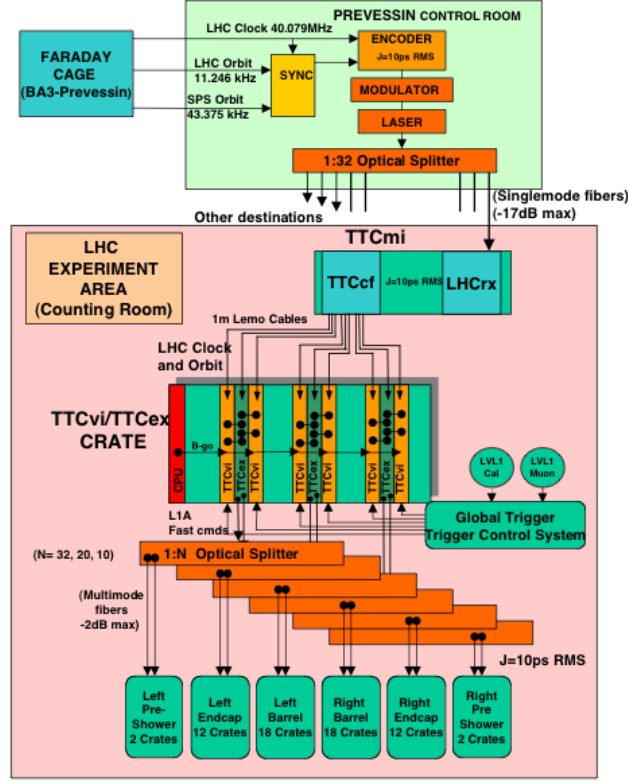 PREVESSIN CONTROL ROOM
LHC Clock 40.079MHz
FARADAY
CAGE
(BA3-Prevessin)
LHC Orbit
11.246 kHz
SPS Orbit
43.375 kHz
SYNC
ENCODER
J=10ps RMS
MODULATOR
LASER
1:32 Optical Splitter
(Singlemode fibers)
(-17dB max)
Other destinations
LHC
EXPERIMENT
AREA
(Counting Room)
TTCmi
TTCcf
J=10ps RMS
LHCrx
1m Lemo Cables
LHC Clock
and Orbit
TTCvi/TTCex
CRATE
CPU
B-go
TTCvi
TTCex
TTCvi
TTCvi
TTCex
TTCvi
TTCvi
TTCex
TTCvi
LVL1
Cal
LVL1
Muon
Global Trigger
Trigger Control System
L1A
Fast cmds
(N= 32, 20, 10)
1:N Optical Splitter
(Multimode
fibers
-2dB max)
J=10ps RMS
Left
Pre-
Shower
2 Crates
Left
Endcap
12 Crates
Left
Barrel
18 Crates
Right
Barrel
18 Crates
Right
Endcap
12 Crates
Right
Pre
Shower
2 Crates